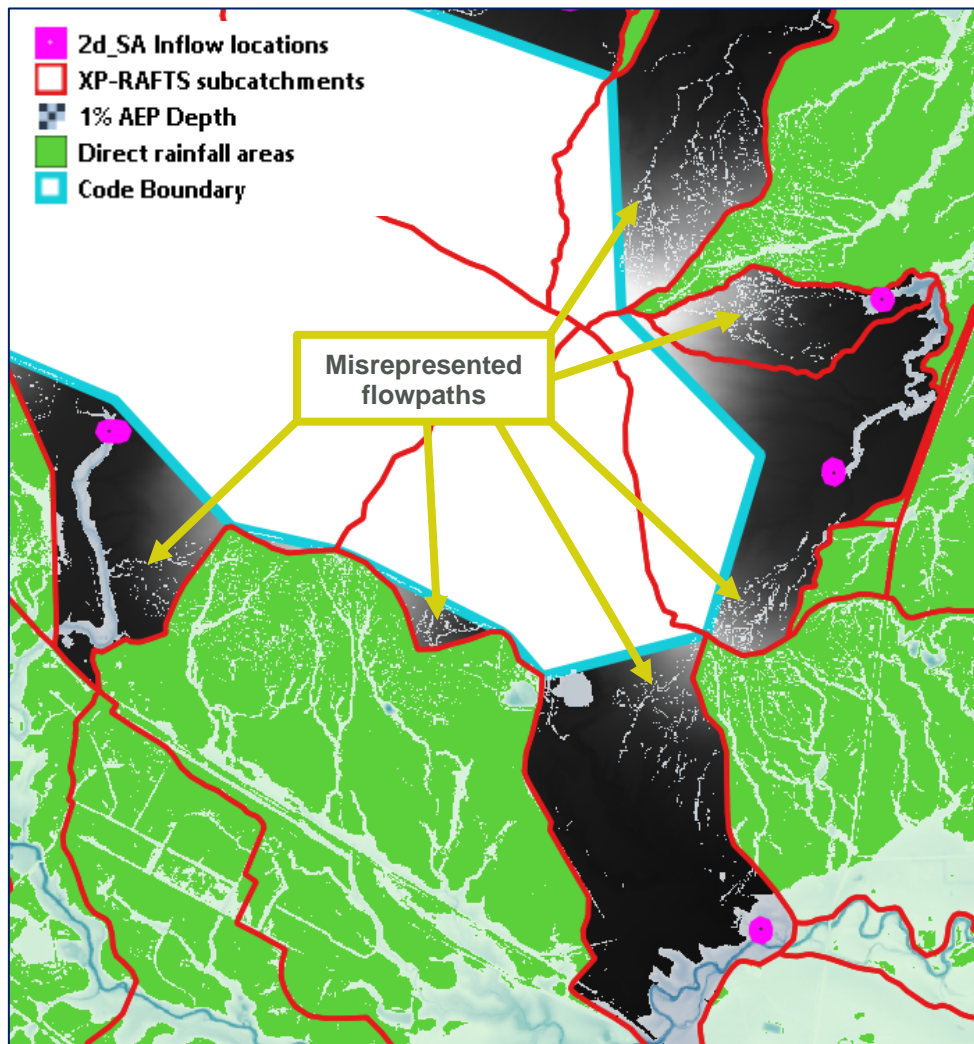 2d_SA Inflow locations
XP-RAFTS subcatchments
1% AEP Depth
Direct rainfall areas
Code Boundary
Misrepresented
flowpaths